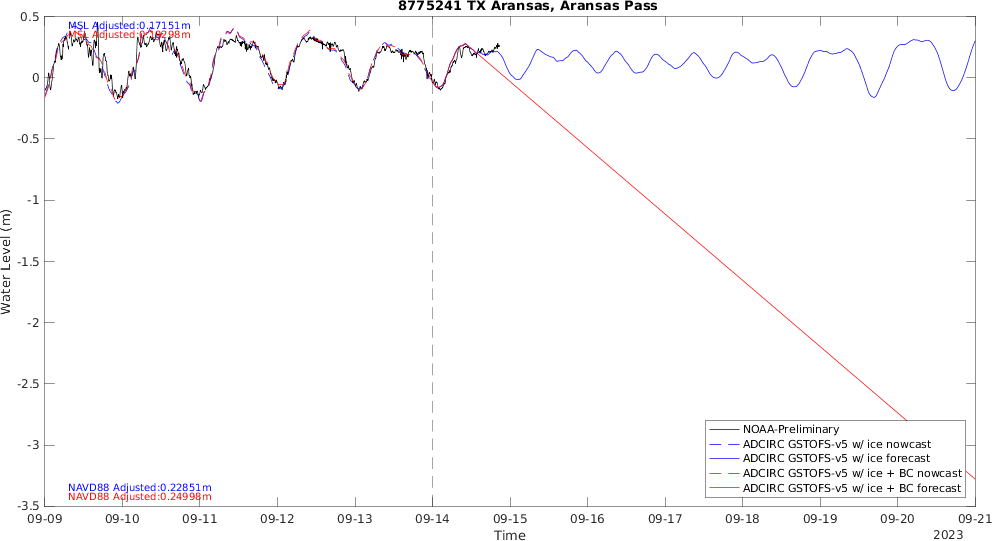 8775241 TX Aransas, Aransas Pass
MSL Adjusted:0.17151m
MSL Adjusted:
0.5
0
-0.5
-1
-1.5
-2
-2.5
-3
-3.5
Water Level (m)
NOAA-Preliminary
ADCIRC GSTOFS-v5 w/ ice nowcast
ADCIRC GSTOFS-v5 w/ ice forecast
ADCIRC GSTOFS-v5 w/ ice + BC nowcast
ADCIRC GSTOFS-v5 w/ ice + BC forecast
NAVD88 Adjusted:0.22851m
NAVD88 Adjusted:0.24998m
09-09 09-10 09-11 09-12 09-13 09-14 09-15 09-16 09-17 09-18 09-19 09-20 09-21
Time
2023